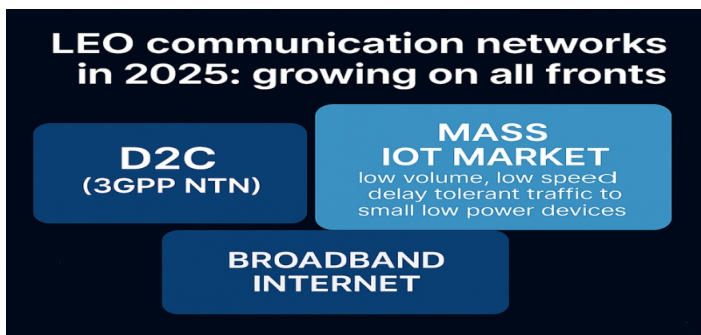 LEO communication networks
in 2025: growing on all fronts
D2C
(3GPP NTN)
MASS
IOT MARKET
low volume, low speed
delay tolerant traffic to
small low power devices
BROADBAND
INTERNET